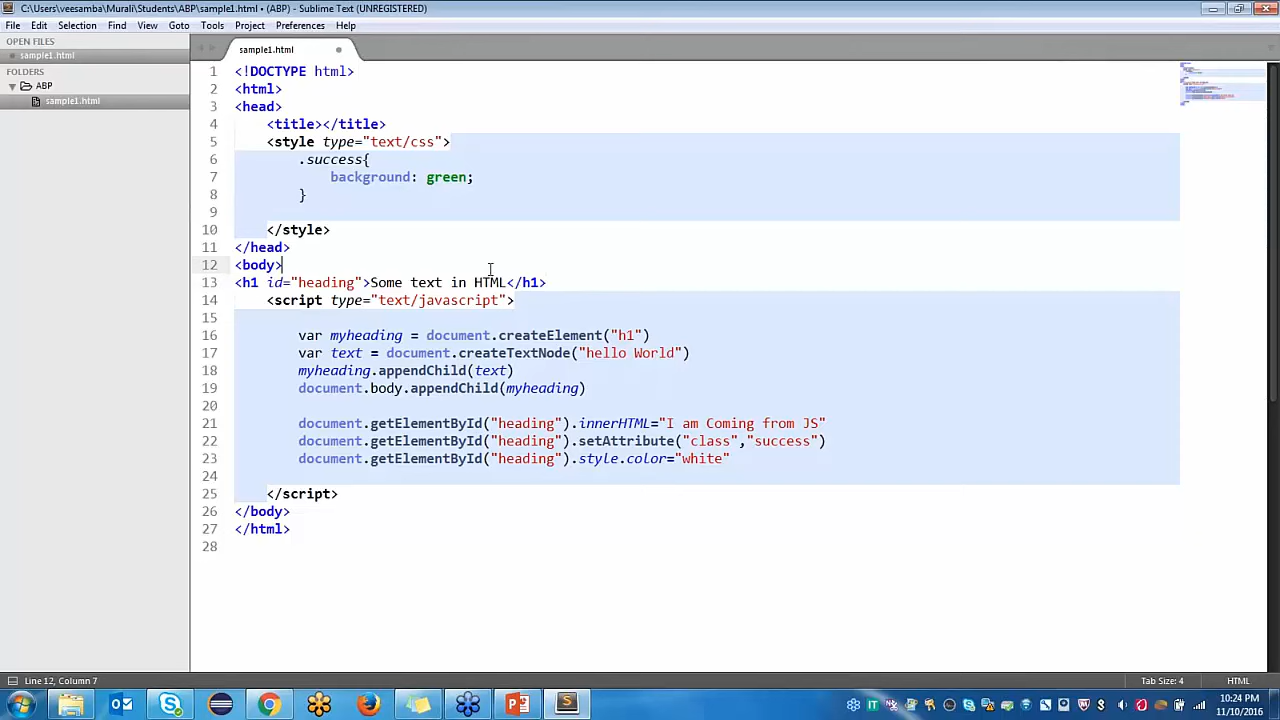 C:\Users\veesamba\Murali\Students\ABP\sample1.html • (ABP) - Sublime Text (UNREGISTERED)
File Edit Selection Find View Goto Tools Project Preferences Help
OPEN FILES
sample1.html
FOLDERS
ABP
sample1.html
sample1.html
1 <!DOCTYPE html>
2 <html>
3 <head>
4 <title></title>
5 <style type="text/css">
6 .success{
7 background: green;
8 }
9
10 </style>
11 </head>
12 <body>
13 <h1 id="heading">Some text in HTML</h1>
14 <script type="text/javascript">
15
16 var myheading = document.createElement("h1")
17 var text = document.createTextNode("hello World")
18 myheading.appendChild(text)
19 document.body.appendChild(myheading)
20
21 document.getElementById("heading").innerHTML="I am Coming from JS"
22 document.getElementById("heading").setAttribute("class","success")
23 document.getElementById("heading").style.color="white"
24
25 </script>
26 </body>
27 </html>
28
Line 12, Column 7 Tab Size: 4 HTML
10:24 PM
11/10/2016